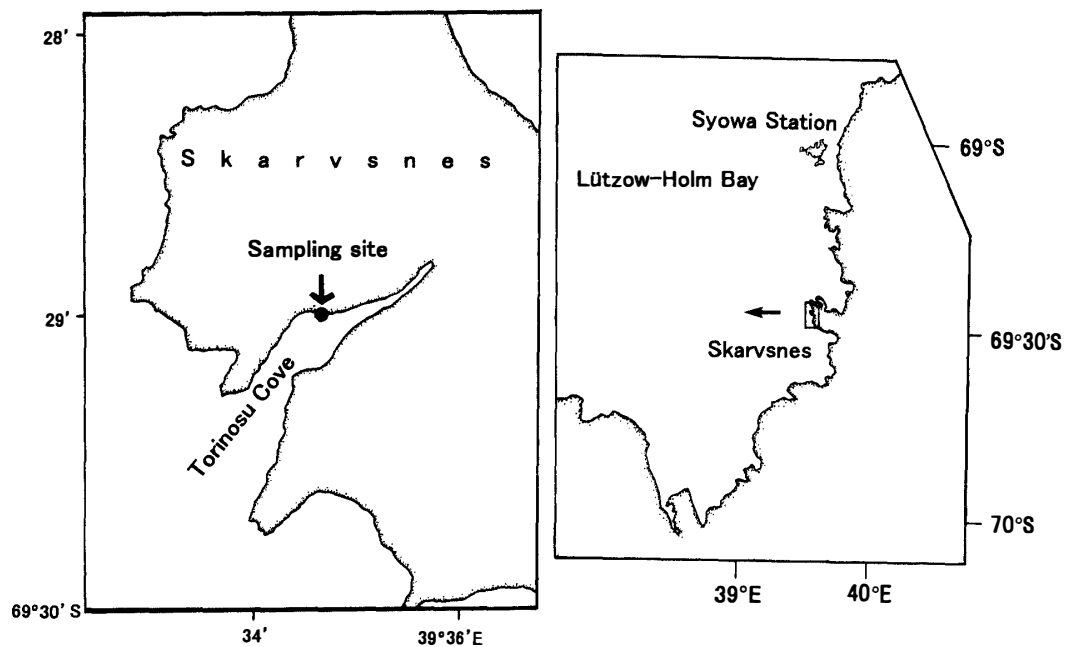 28'
S k a r v s n e s
Sampling site
29'
Torinosu Cove
69°30' S
34'
39°36'E
Syowa Station
69°S
Lützow-Holm Bay
Skarvsnes
69°30'S
70°S
39°E
40°E